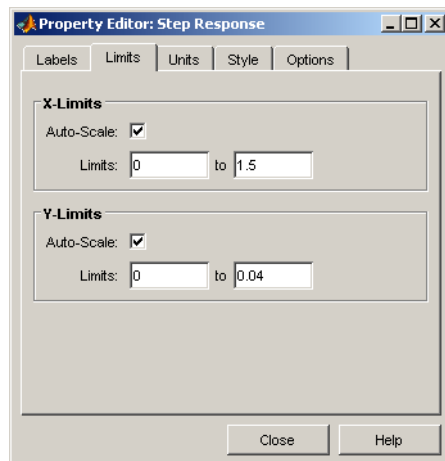 Property Editor: Step Response
Labels Limits Units Style Options
X-Limits
Auto-Scale:
Limits: 0 to 1.5
Y-Limits
Auto-Scale:
Limits: 0 to 0.04
Close Help